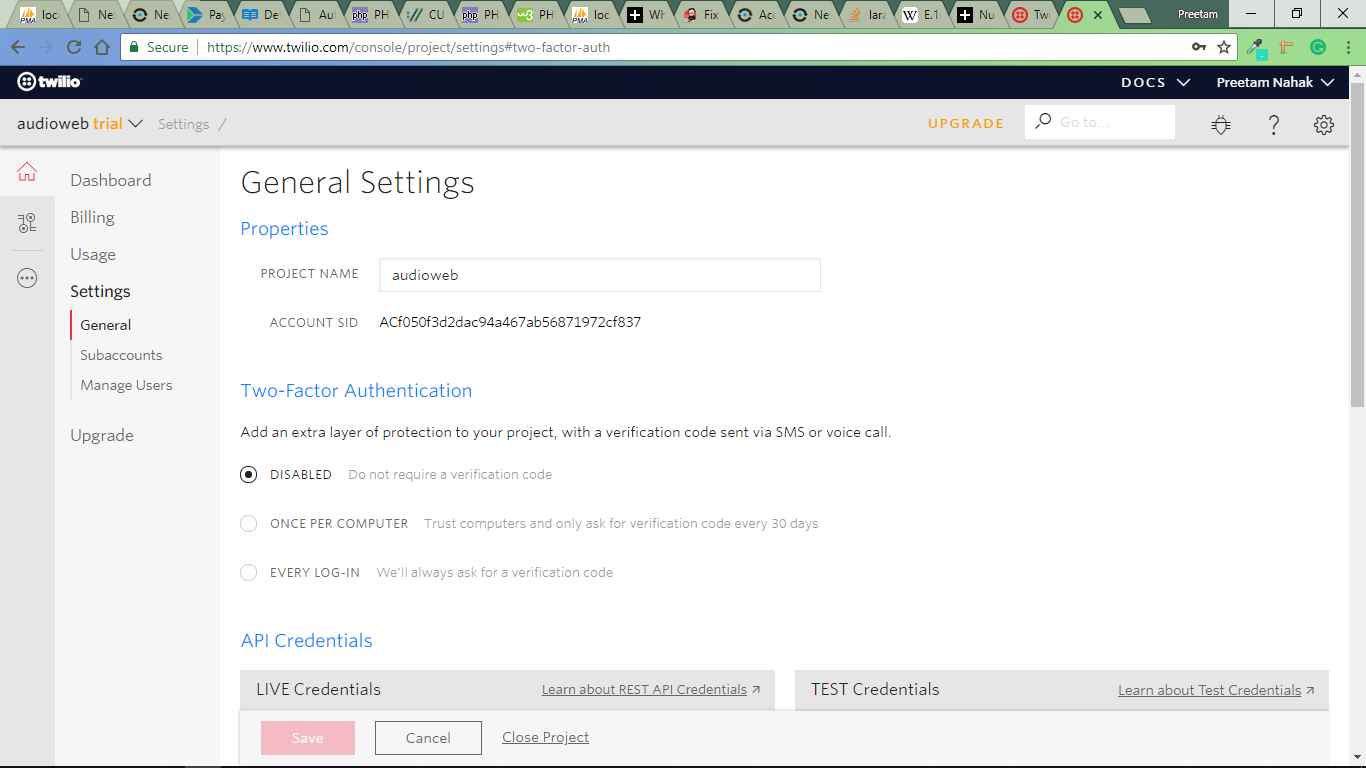 loc Nex Ne Pay De Au PH CU PH PH loc Wh Fix Acc Ne lara E.1 Nu Tw Preetam
Secure https://www.twilio.com/console/project/settings#two-factor-auth
twilio DOCS Preetam Nahak
audioweb trial Settings / UPGRADE Go to...
General Settings
Dashboard
Billing
Usage
Settings
General
Subaccounts
Manage Users
Upgrade
Properties
PROJECT NAME audioweb
ACCOUNT SID ACf050f3d2dac94a467ab56871972cf837
Two-Factor Authentication
Add an extra layer of protection to your project, with a verification code sent via SMS or voice call.
DISABLED Do not require a verification code
ONCE PER COMPUTER Trust computers and only ask for verification code every 30 days
EVERY LOG-IN We'll always ask for a verification code
API Credentials
LIVE Credentials Learn about REST API Credentials
TEST Credentials Learn about Test Credentials
Save Cancel Close Project